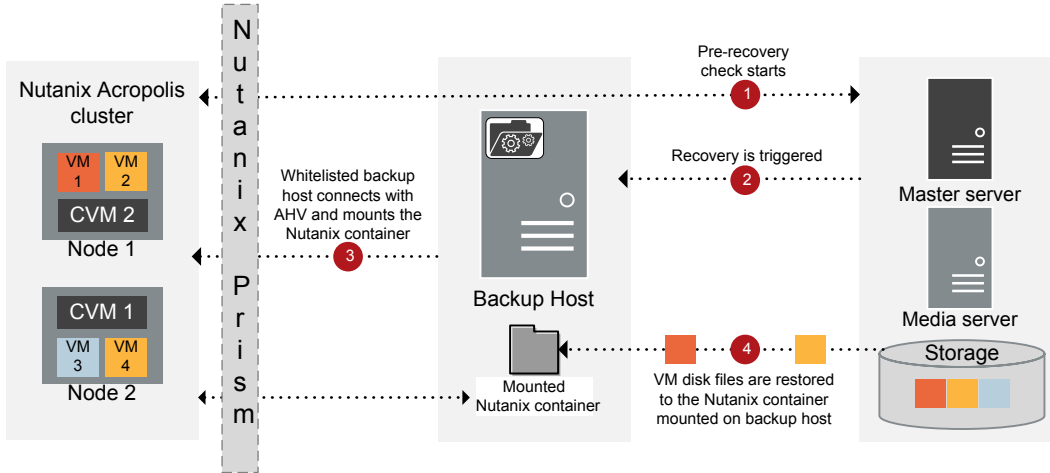 Nutanix Acropolis
cluster
VM
1
VM
2
CVM 2
Node 1
CVM 1
VM
3
VM
4
Node 2
Nutanix Prism
Pre-recovery
check starts
1
Recovery is triggered
2
Whitelisted backup
host connects with
AHV and mounts the
Nutanix container
3
Backup Host
Mounted
Nutanix container
4
VM disk files are restored
to the Nutanix container
mounted on backup host
Master server
Media server
Storage